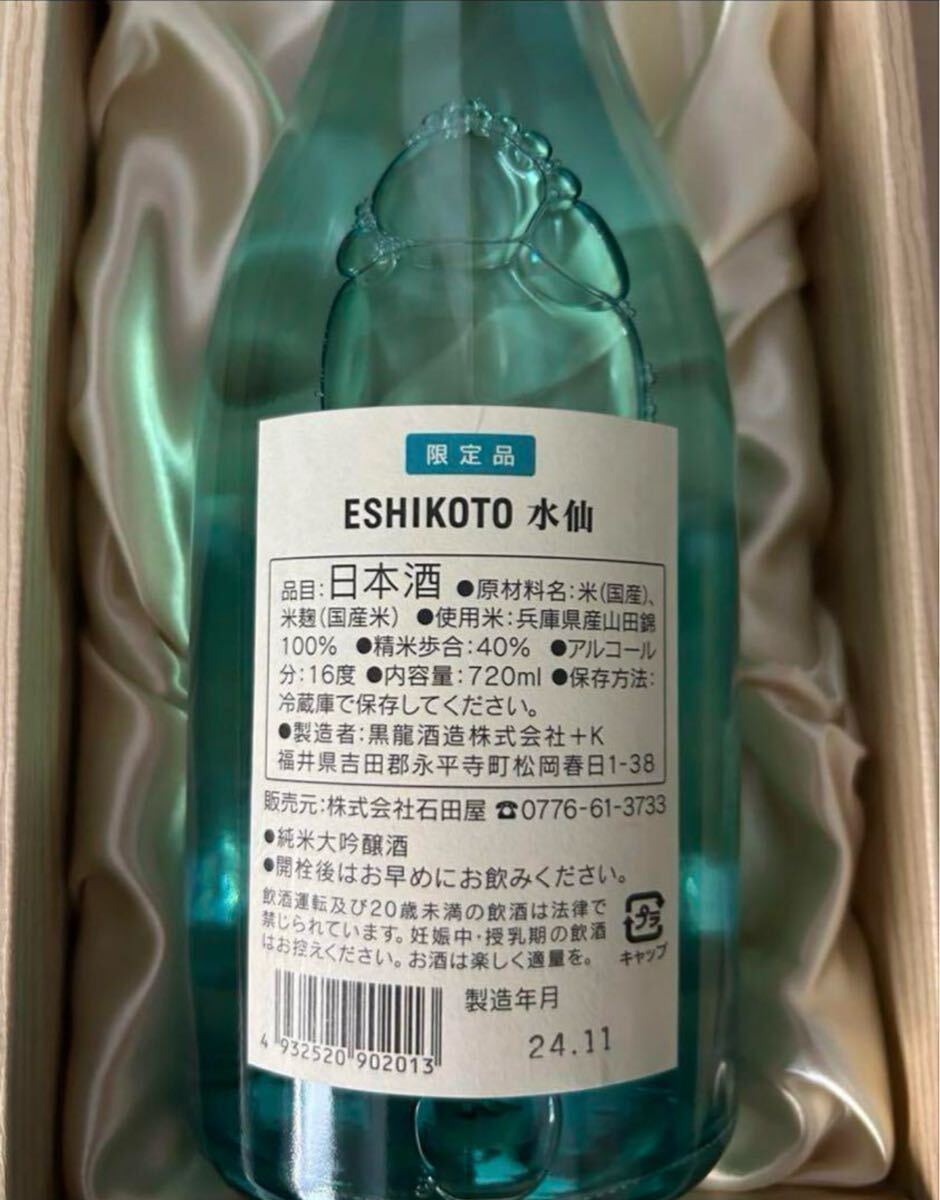 限定品
ESHIKOTO 水仙
品目：日本酒 ●原材料名：米（国産）、
米麹（国産米） ●使用米：兵庫県産山田錦
100% ●精米歩合：40% ●アルコール
分：16度 ●内容量：720ml ●保存方法：
冷蔵庫で保存してください。
●製造者：黒龍酒造株式会社＋K
福井県吉田郡永平寺町松岡春日1-38
販売元：株式会社石田屋 ☎0776-61-3733
●純米大吟醸酒
●開栓後はお早めにお飲みください。
飲酒運転及び20歳未満の飲酒は法律で
禁じられています。妊娠中・授乳期の飲酒
はお控えください。お酒は楽しく適量を。
プラ
キャップ
製造年月
24.11
4 932520 902013